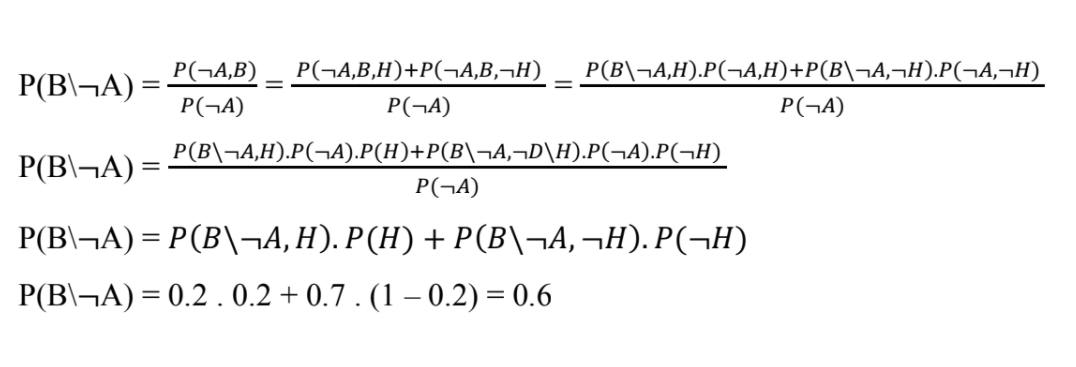 P(B\¬A) = P(¬A,B)/P(¬A) = P(¬A,B,H)+P(¬A,B,¬H)/P(¬A) = P(B\¬A,H).P(¬A,H)+P(B\¬A,¬H).P(¬A,¬H)/P(¬A)
P(B\¬A) = P(B\¬A,H).P(¬A).P(H)+P(B\¬A,¬D\H).P(¬A).P(¬H)/P(¬A)
P(B\¬A) = P(B\¬A, H). P(H) + P(B\¬A, ¬H). P(¬H)
P(B\¬A) = 0.2 . 0.2 + 0.7 . (1 – 0.2) = 0.6